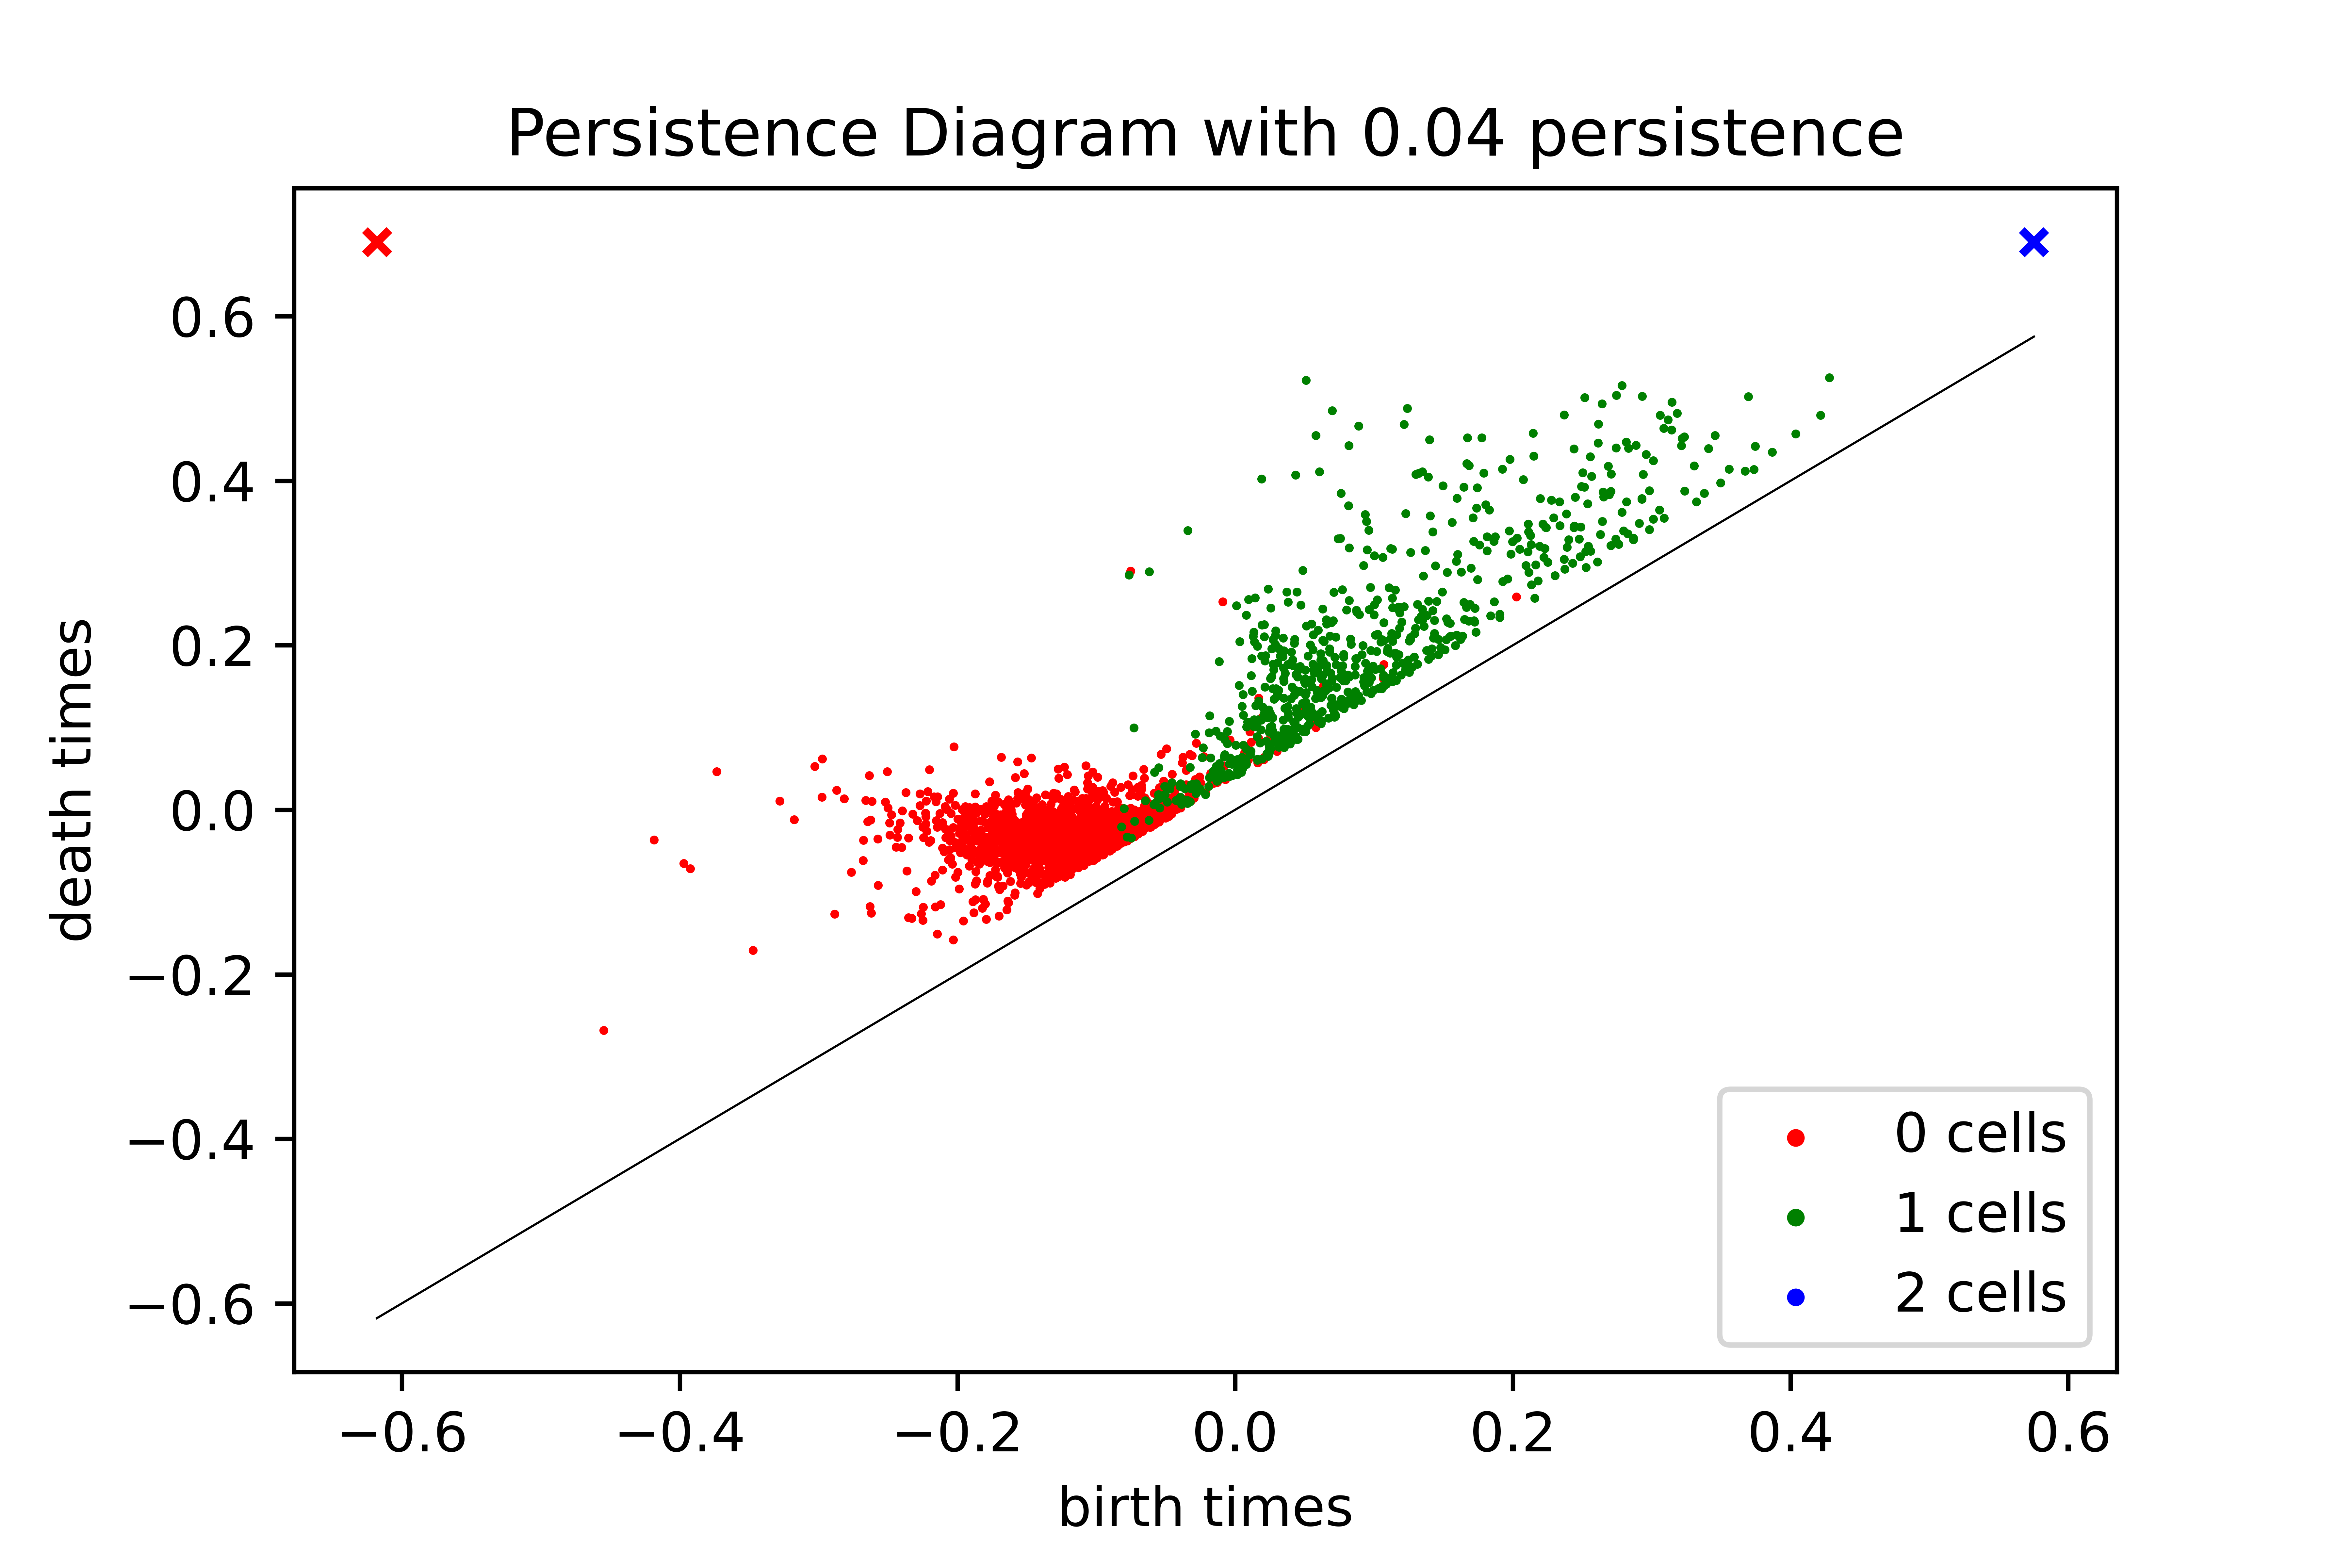 Persistence Diagram with 0.04 persistence
death times
0.6
0.4
0.2
0.0
−0.2
−0.4
−0.6
0 cells
1 cells
2 cells
−0.6 −0.4 −0.2 0.0 0.2 0.4 0.6
birth times